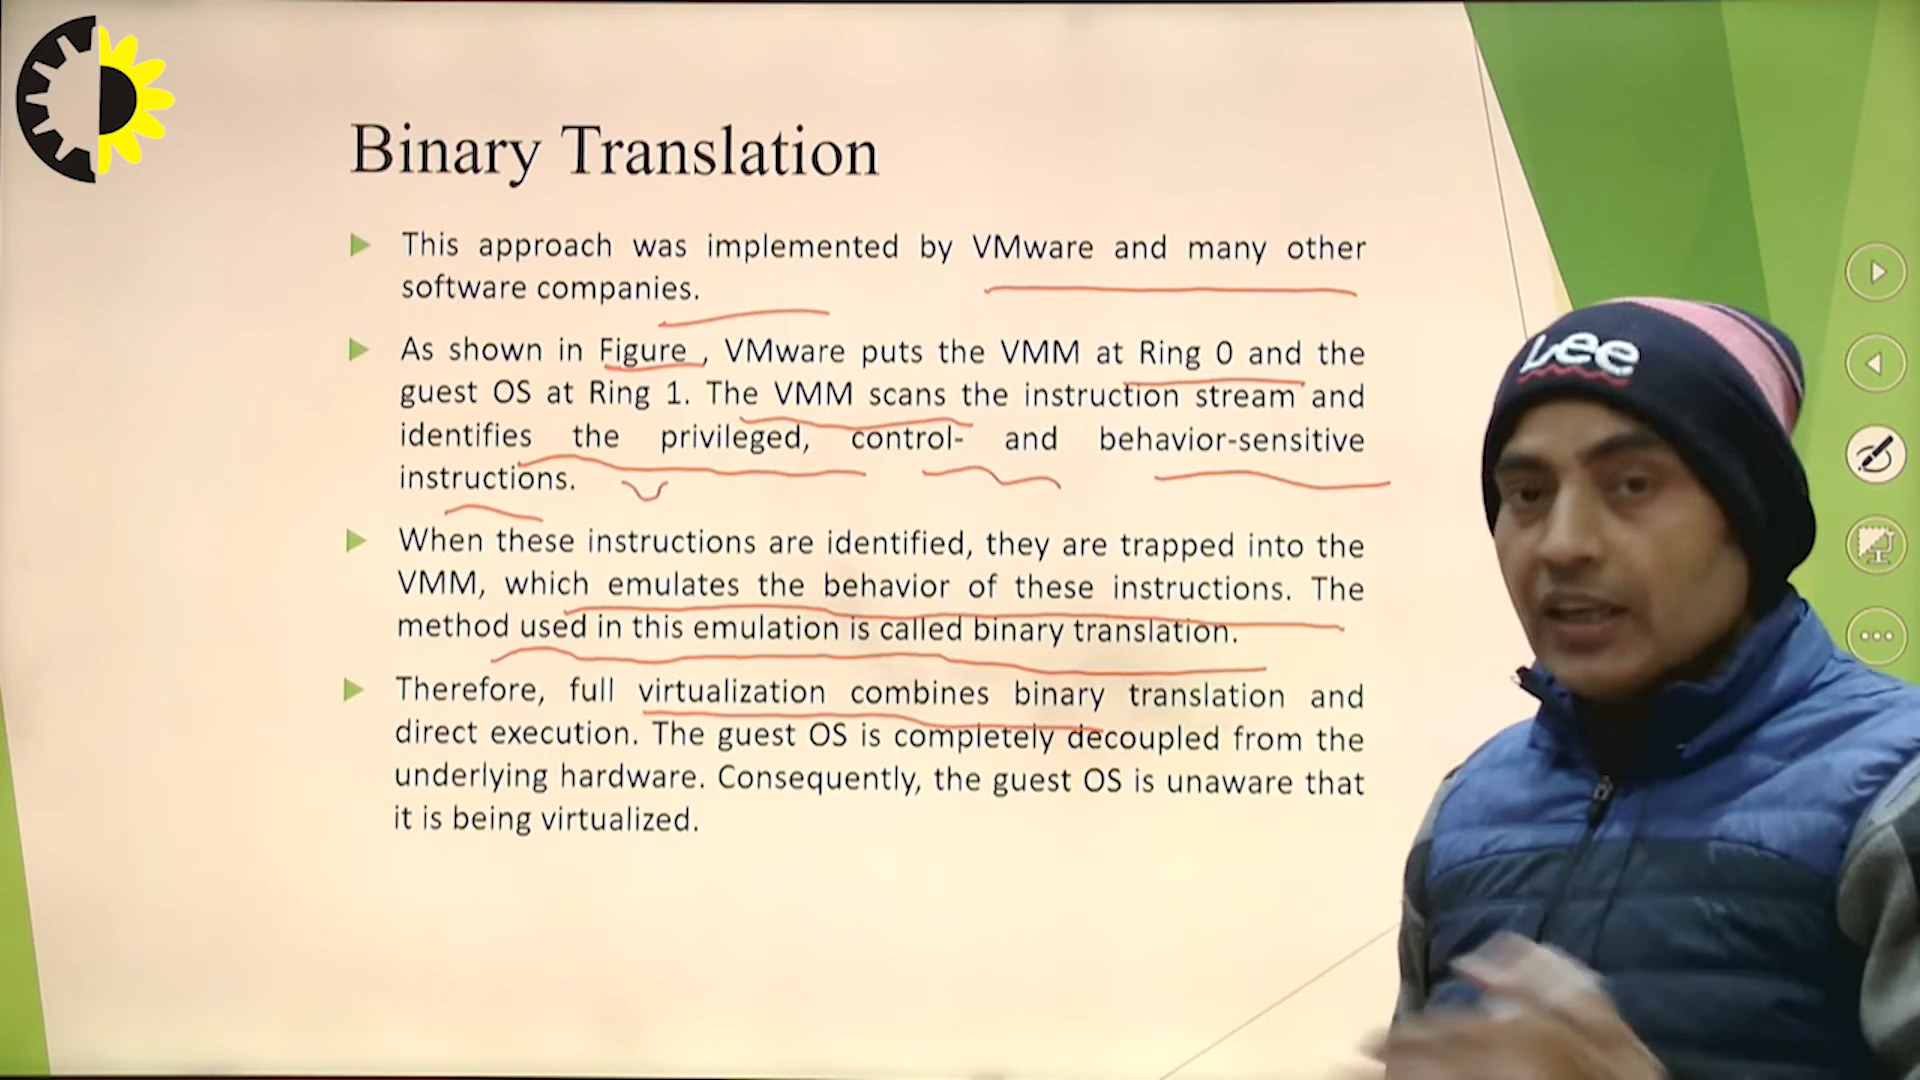 Binary Translation
This approach was implemented by VMware and many other
software companies.
As shown in Figure , VMware puts the VMM at Ring 0 and the
guest OS at Ring 1. The VMM scans the instruction stream and
identifies the privileged, control- and behavior-sensitive
instructions.
When these instructions are identified, they are trapped into the
VMM, which emulates the behavior of these instructions. The
method used in this emulation is called binary translation.
Therefore, full virtualization combines binary translation and
direct execution. The guest OS is completely decoupled from the
underlying hardware. Consequently, the guest OS is unaware that
it is being virtualized.
Lee